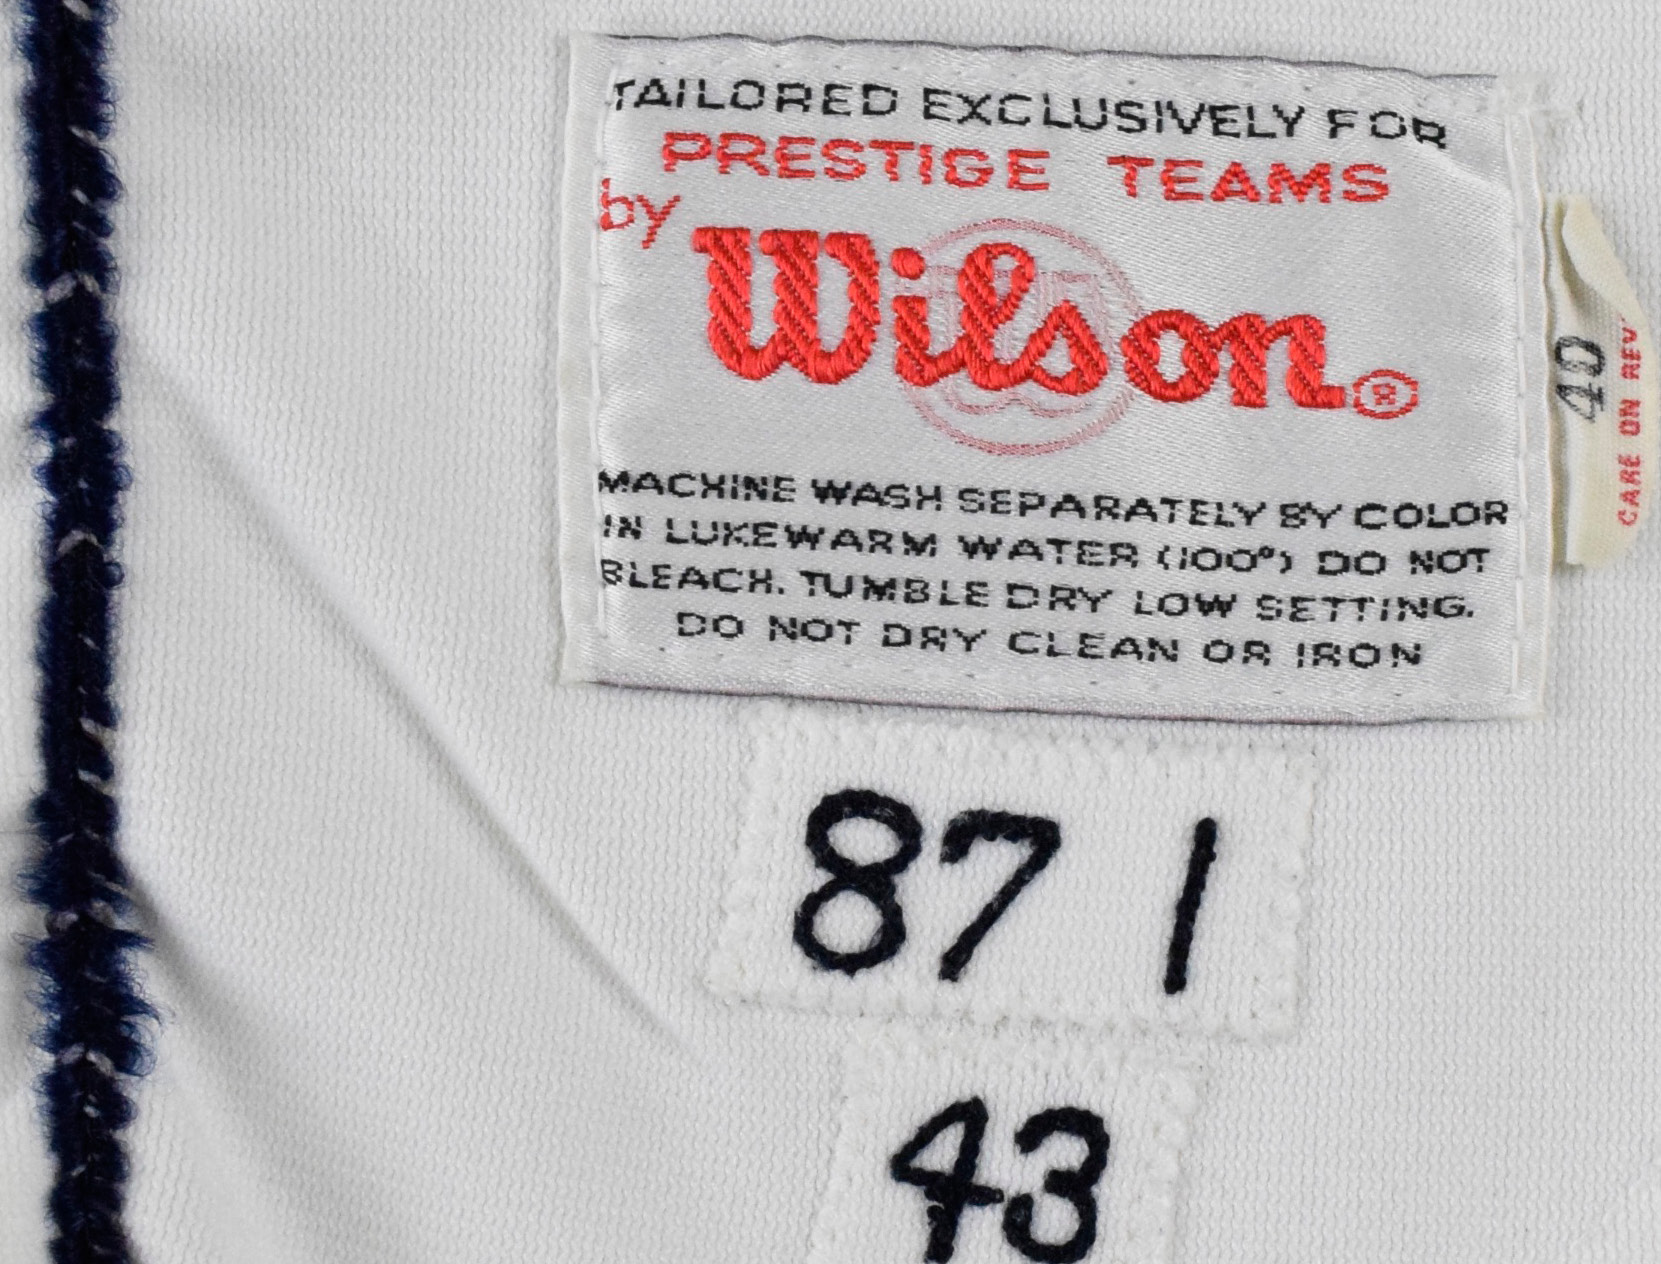 TAILORED EXCLUSIVELY FOR
PRESTIGE TEAMS
by
Wilson®
MACHINE WASH SEPARATELY BY COLOR
IN LUKEWARM WATER (100°) DO NOT
BLEACH. TUMBLE DRY LOW SETTING.
DO NOT DRY CLEAN OR IRON
40
CARE ON REV
87 1
43